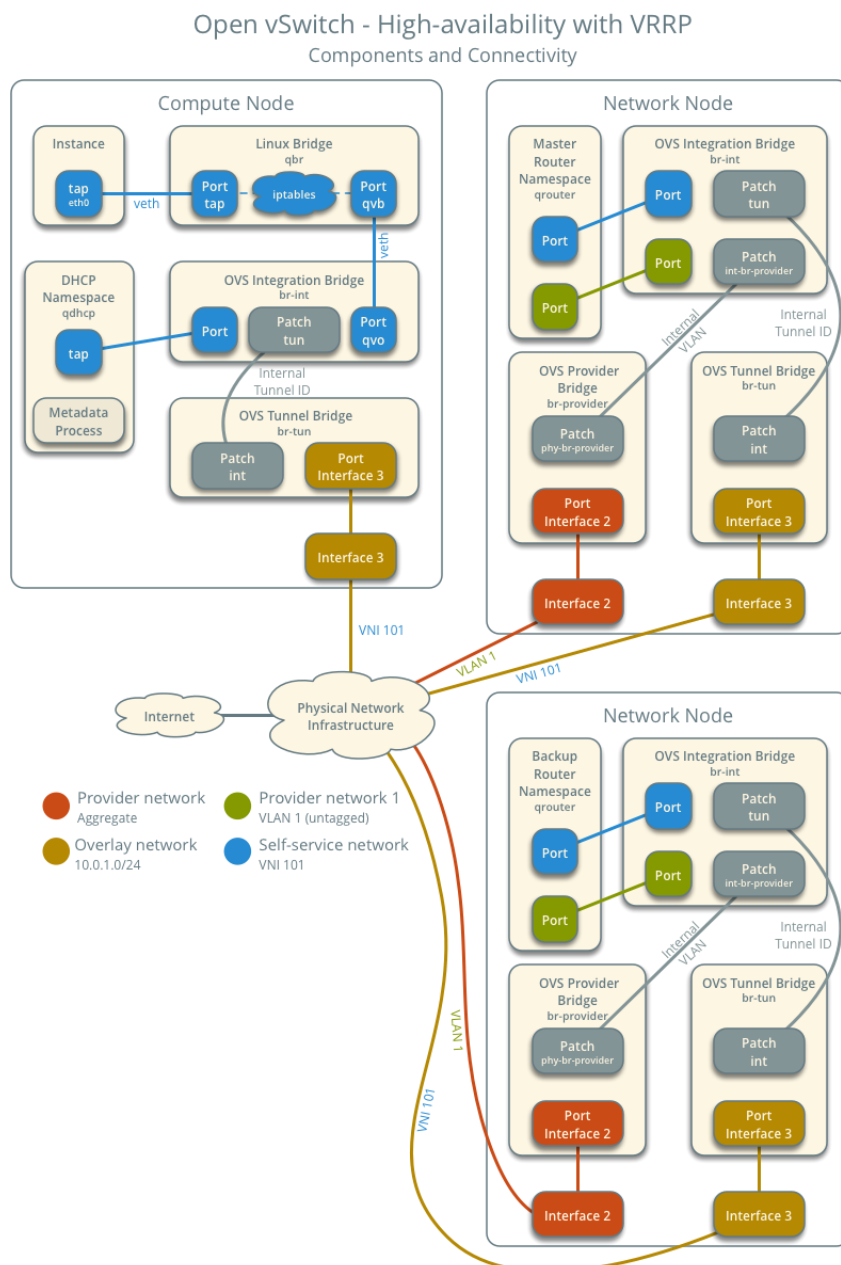 Open vSwitch - High-availability with VRRP
Components and Connectivity
Compute Node
Instance
tap
eth0
veth
Linux Bridge
qbr
Port
tap
iptables
Port
qvb
veth
DHCP
Namespace
qdhcp
tap
Metadata
Process
OVS Integration Bridge
br-int
Port
Patch
tun
Port
qvo
Internal
Tunnel ID
OVS Tunnel Bridge
br-tun
Patch
int
Port
Interface 3
Interface 3
VNI 101
Network Node
Master
Router
Namespace
qrouter
Port
Port
OVS Integration Bridge
br-int
Port
Patch
tun
Port
Patch
int-br-provider
Internal
VLAN
Internal
Tunnel ID
OVS Provider
Bridge
br-provider
Patch
phy-br-provider
Port
Interface 2
OVS Tunnel Bridge
br-tun
Patch
int
Port
Interface 3
Interface 2
Interface 3
VLAN 1
VNI 101
Internet
Physical Network
Infrastructure
Provider network
Aggregate
Provider network 1
VLAN 1 (untagged)
Overlay network
10.0.1.0/24
Self-service network
VNI 101
Network Node
Backup
Router
Namespace
qrouter
Port
Port
OVS Integration Bridge
br-int
Port
Patch
tun
Port
Patch
int-br-provider
Internal
VLAN
Internal
Tunnel ID
OVS Provider
Bridge
br-provider
Patch
phy-br-provider
Port
Interface 2
OVS Tunnel Bridge
br-tun
Patch
int
Port
Interface 3
Interface 2
Interface 3
VLAN 1
VNI 101